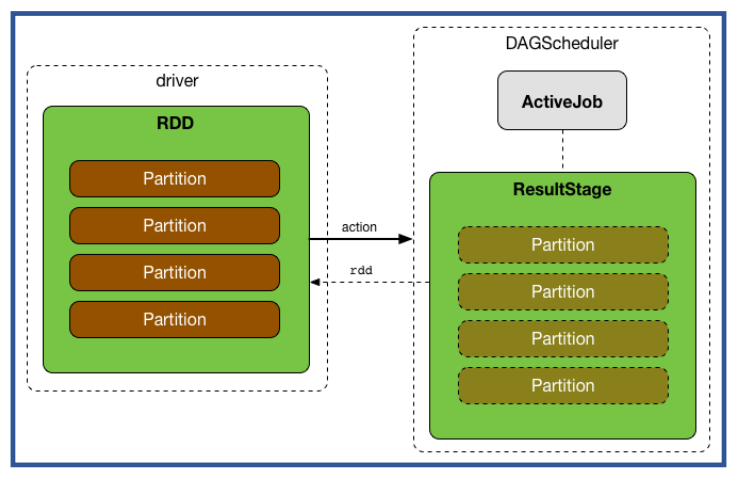 driver
RDD
Partition
Partition
Partition
Partition
action
rdd
DAGScheduler
ActiveJob
ResultStage
Partition
Partition
Partition
Partition